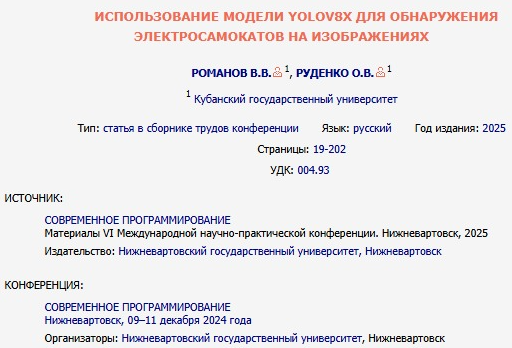 ИСПОЛЬЗОВАНИЕ МОДЕЛИ YOLOV8X ДЛЯ ОБНАРУЖЕНИЯ
ЭЛЕКТРОСАМОКАТОВ НА ИЗОБРАЖЕНИЯХ
РОМАНОВ В.В. 1, РУДЕНКО О.В. 1
1 Кубанский государственный университет
Тип: статья в сборнике трудов конференции Язык: русский Год издания: 2025
Страницы: 19-202
УДК: 004.93
ИСТОЧНИК:
СОВРЕМЕННОЕ ПРОГРАММИРОВАНИЕ
Материалы VI Международной научно-практической конференции. Нижневартовск, 2025
Издательство: Нижневартовский государственный университет, Нижневартовск
КОНФЕРЕНЦИЯ:
СОВРЕМЕННОЕ ПРОГРАММИРОВАНИЕ
Нижневартовск, 09–11 декабря 2024 года
Организаторы: Нижневартовский государственный университет, Нижневартовск